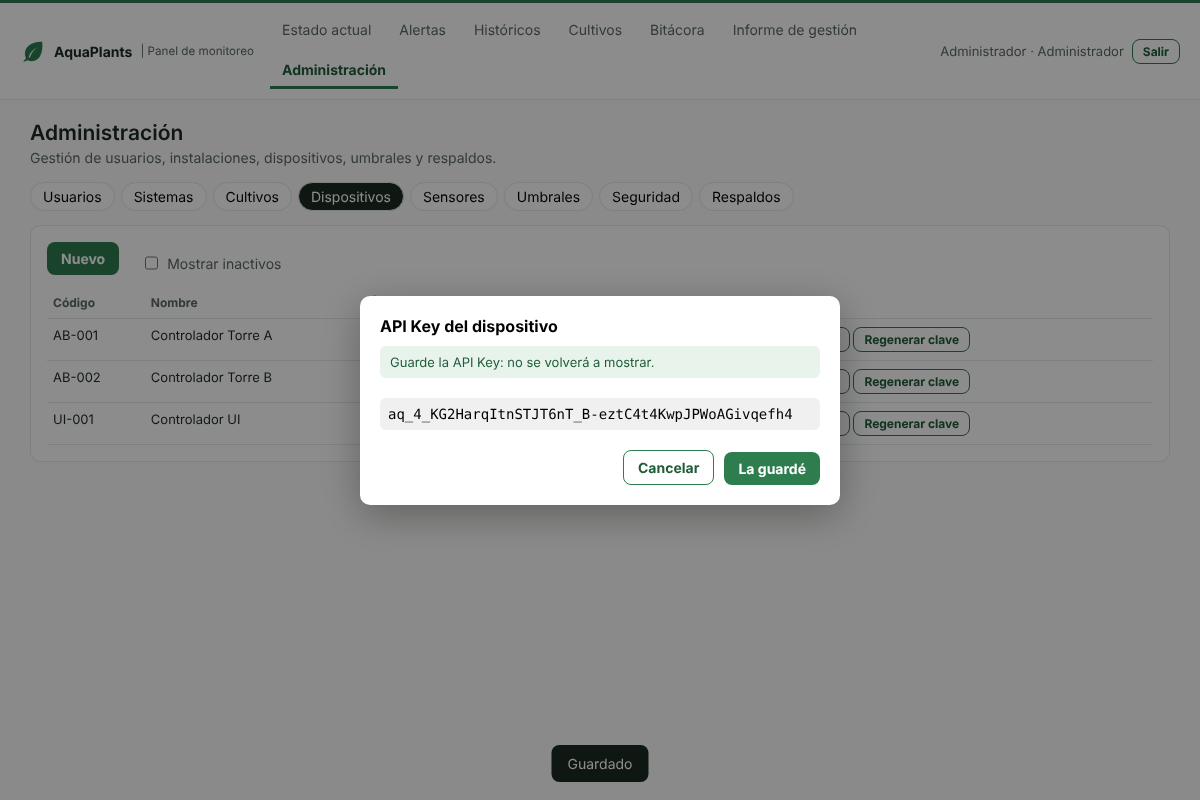 Estado actual Alertas Históricos Cultivos Bitácora Informe de gestión
AquaPlants | Panel de monitoreo
Administrador · Administrador Salir
Administración
Administración
Gestión de usuarios, instalaciones, dispositivos, umbrales y respaldos.
Usuarios Sistemas Cultivos Dispositivos Sensores Umbrales Seguridad Respaldos
Nuevo Mostrar inactivos
Código Nombre
AB-001 Controlador Torre A Regenerar clave
AB-002 Controlador Torre B Regenerar clave
UI-001 Controlador UI Regenerar clave
API Key del dispositivo
Guarde la API Key: no se volverá a mostrar.
aq_4_KG2HarqItnSTJT6nT_B-eztC4t4KwpJPWoAGivqefh4
Cancelar La guardé
Guardado